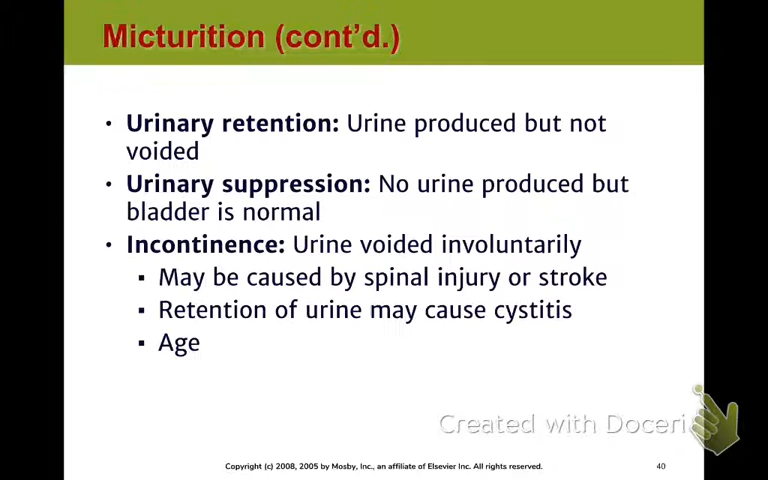 Micturition (cont'd.)
• Urinary retention: Urine produced but not
voided
• Urinary suppression: No urine produced but
bladder is normal
• Incontinence: Urine voided involuntarily
▪ May be caused by spinal injury or stroke
▪ Retention of urine may cause cystitis
▪ Age
Created with Doceri
Copyright (c) 2008, 2005 by Mosby, Inc., an affiliate of Elsevier Inc. All rights reserved.
40